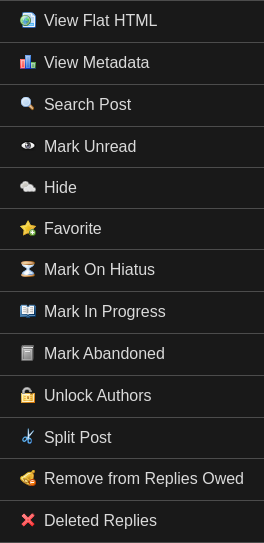 View Flat HTML
View Metadata
Search Post
Mark Unread
Hide
Favorite
Mark On Hiatus
Mark In Progress
Mark Abandoned
Unlock Authors
Split Post
Remove from Replies Owed
Deleted Replies